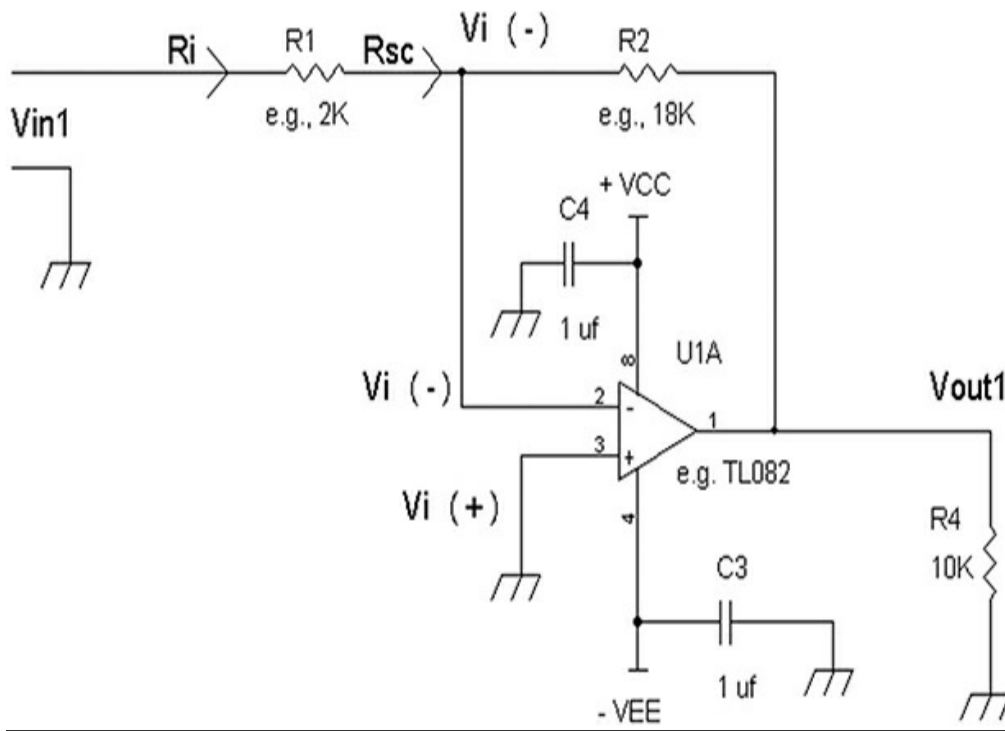 Vi (-)
Ri
R1
Rsc
R2
e.g., 2K
e.g., 18K
Vin1
+ VCC
C4
1 uf
8
U1A
Vi (-)
2
-
1
Vout1
3
+
e.g. TL082
Vi (+)
4
R4
10K
C3
1 uf
- VEE